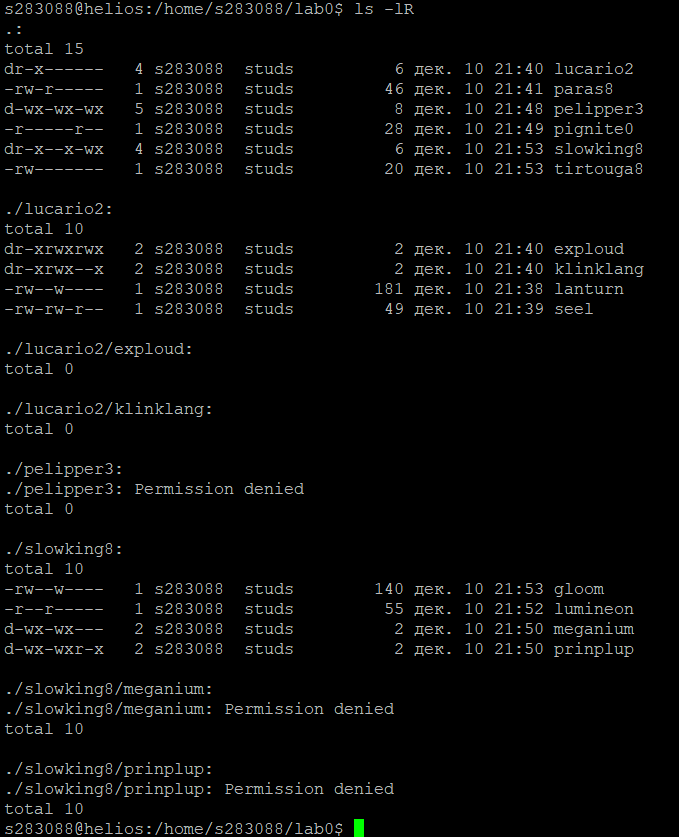 s283088@helios:/home/s283088/lab0$ ls -lR
.:
total 15
dr-x------   4 s283088  studs          6 дек. 10 21:40 lucario2
-rw-r-----   1 s283088  studs         46 дек. 10 21:41 paras8
d-wx-wx-wx   5 s283088  studs          8 дек. 10 21:48 pelipper3
-r-----r--   1 s283088  studs         28 дек. 10 21:49 pignite0
dr-x--x-wx   4 s283088  studs          6 дек. 10 21:53 slowking8
-rw-------   1 s283088  studs         20 дек. 10 21:53 tirtouga8

./lucario2:
total 10
dr-xrwxrwx   2 s283088  studs          2 дек. 10 21:40 exploud
dr-xrwx--x   2 s283088  studs          2 дек. 10 21:40 klinklang
-rw--w----   1 s283088  studs        181 дек. 10 21:38 lanturn
-rw-rw-r--   1 s283088  studs         49 дек. 10 21:39 seel

./lucario2/exploud:
total 0

./lucario2/klinklang:
total 0

./pelipper3:
./pelipper3: Permission denied
total 0

./slowking8:
total 10
-rw--w----   1 s283088  studs        140 дек. 10 21:53 gloom
-r--r-----   1 s283088  studs         55 дек. 10 21:52 lumineon
d-wx-wx---   2 s283088  studs          2 дек. 10 21:50 meganium
d-wx-wxr-x   2 s283088  studs          2 дек. 10 21:50 prinplup

./slowking8/meganium:
./slowking8/meganium: Permission denied
total 10

./slowking8/prinplup:
./slowking8/prinplup: Permission denied
total 10
s283088@helios:/home/s283088/lab0$